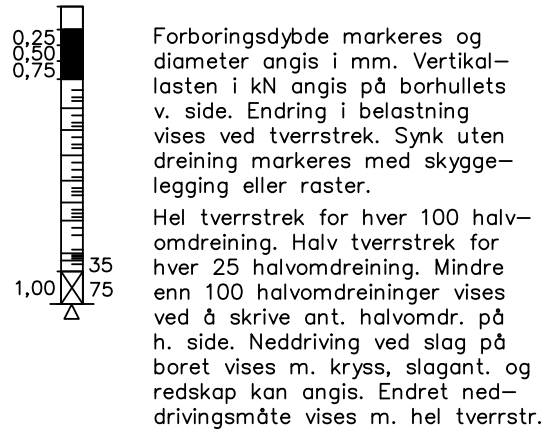 0,25
0,50
0,75
35
1,00
75
Forboringsdybde markeres og
diameter angis i mm. Vertikal–
lasten i kN angis på borhullets
v. side. Endring i belastning
vises ved tverrstrek. Synk uten
dreining markeres med skygge–
legging eller raster.
Hel tverrstrek for hver 100 halv–
omdreining. Halv tverrstrek for
hver 25 halvomdreining. Mindre
enn 100 halvomdreininger vises
ved å skrive ant. halvomdr. på
h. side. Neddriving ved slag på
boret vises m. kryss, slagant. og
redskap kan angis. Endret ned–
drivingsmåte vises m. hel tverrstr.